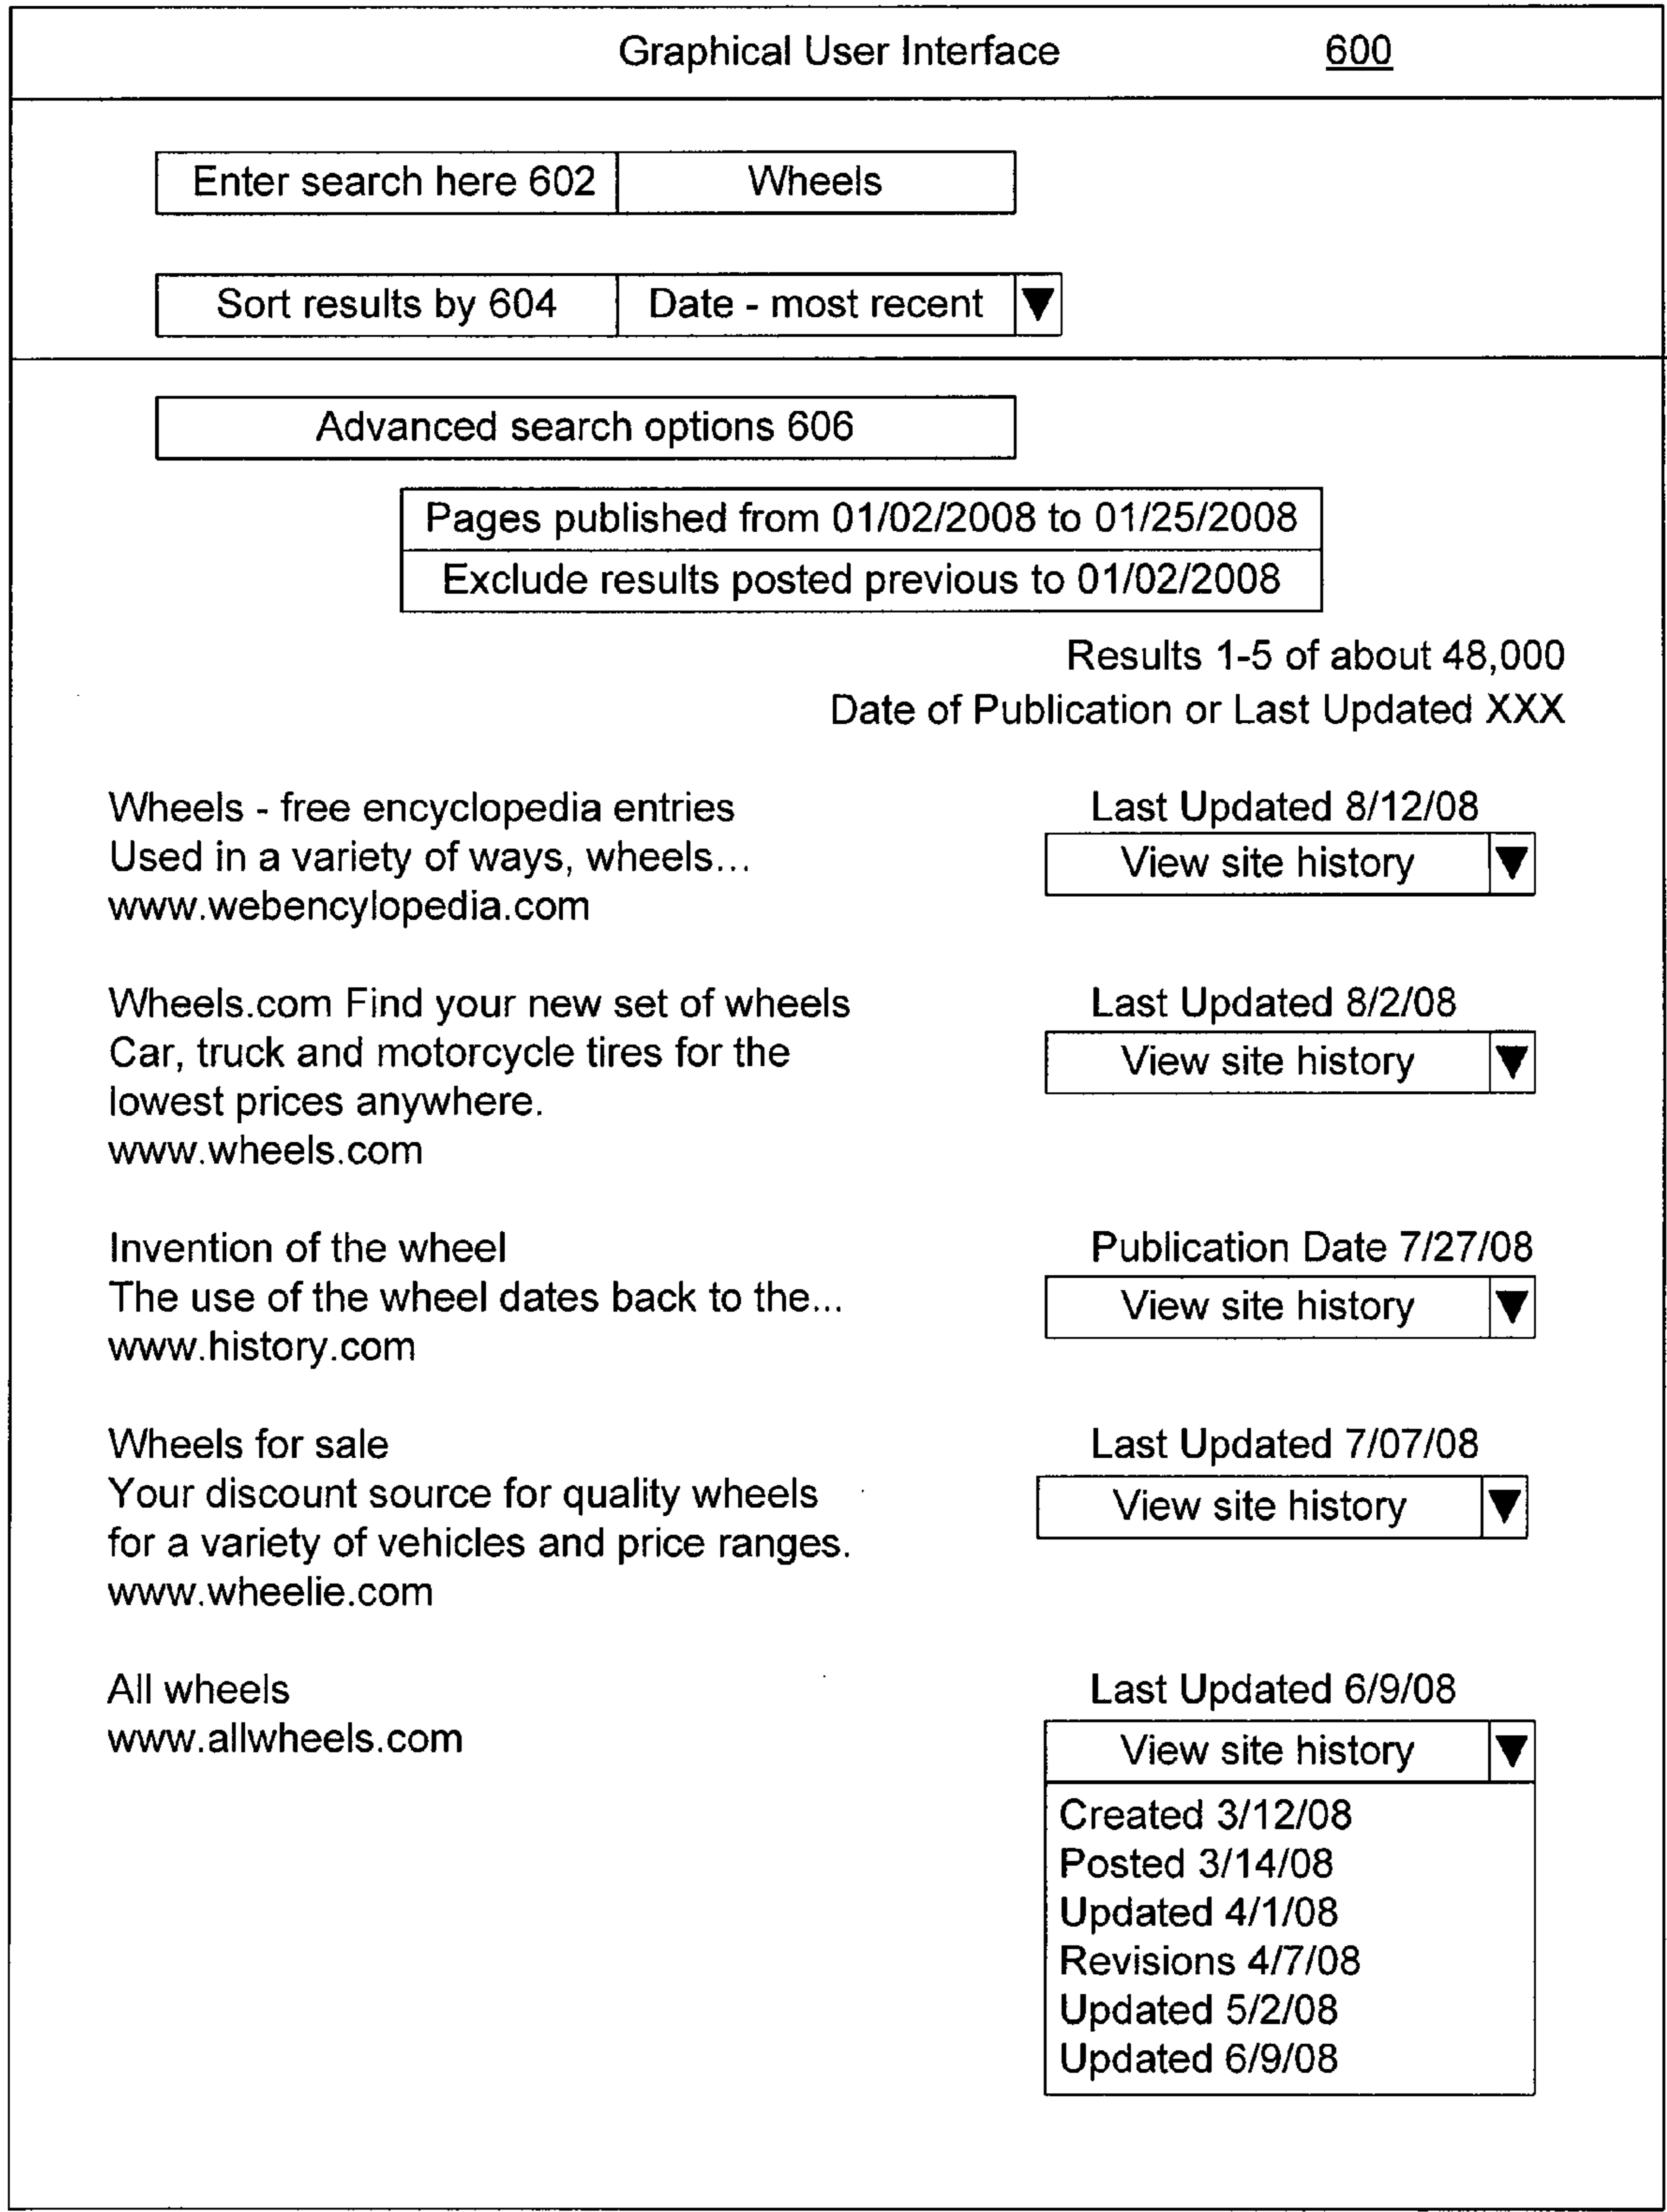 Graphical User Interface 600
Enter search here 602 Wheels
Sort results by 604 Date - most recent ▼
Advanced search options 606
Pages published from 01/02/2008 to 01/25/2008
Exclude results posted previous to 01/02/2008
Results 1-5 of about 48,000
Date of Publication or Last Updated XXX
Wheels - free encyclopedia entries
Used in a variety of ways, wheels...
www.webencylopedia.com
Last Updated 8/12/08
View site history ▼
Wheels.com Find your new set of wheels
Car, truck and motorcycle tires for the
lowest prices anywhere.
www.wheels.com
Last Updated 8/2/08
View site history ▼
Invention of the wheel
The use of the wheel dates back to the...
www.history.com
Publication Date 7/27/08
View site history ▼
Wheels for sale
Your discount source for quality wheels
for a variety of vehicles and price ranges.
www.wheelie.com
Last Updated 7/07/08
View site history ▼
All wheels
www.allwheels.com
Last Updated 6/9/08
View site history ▼
Created 3/12/08
Posted 3/14/08
Updated 4/1/08
Revisions 4/7/08
Updated 5/2/08
Updated 6/9/08